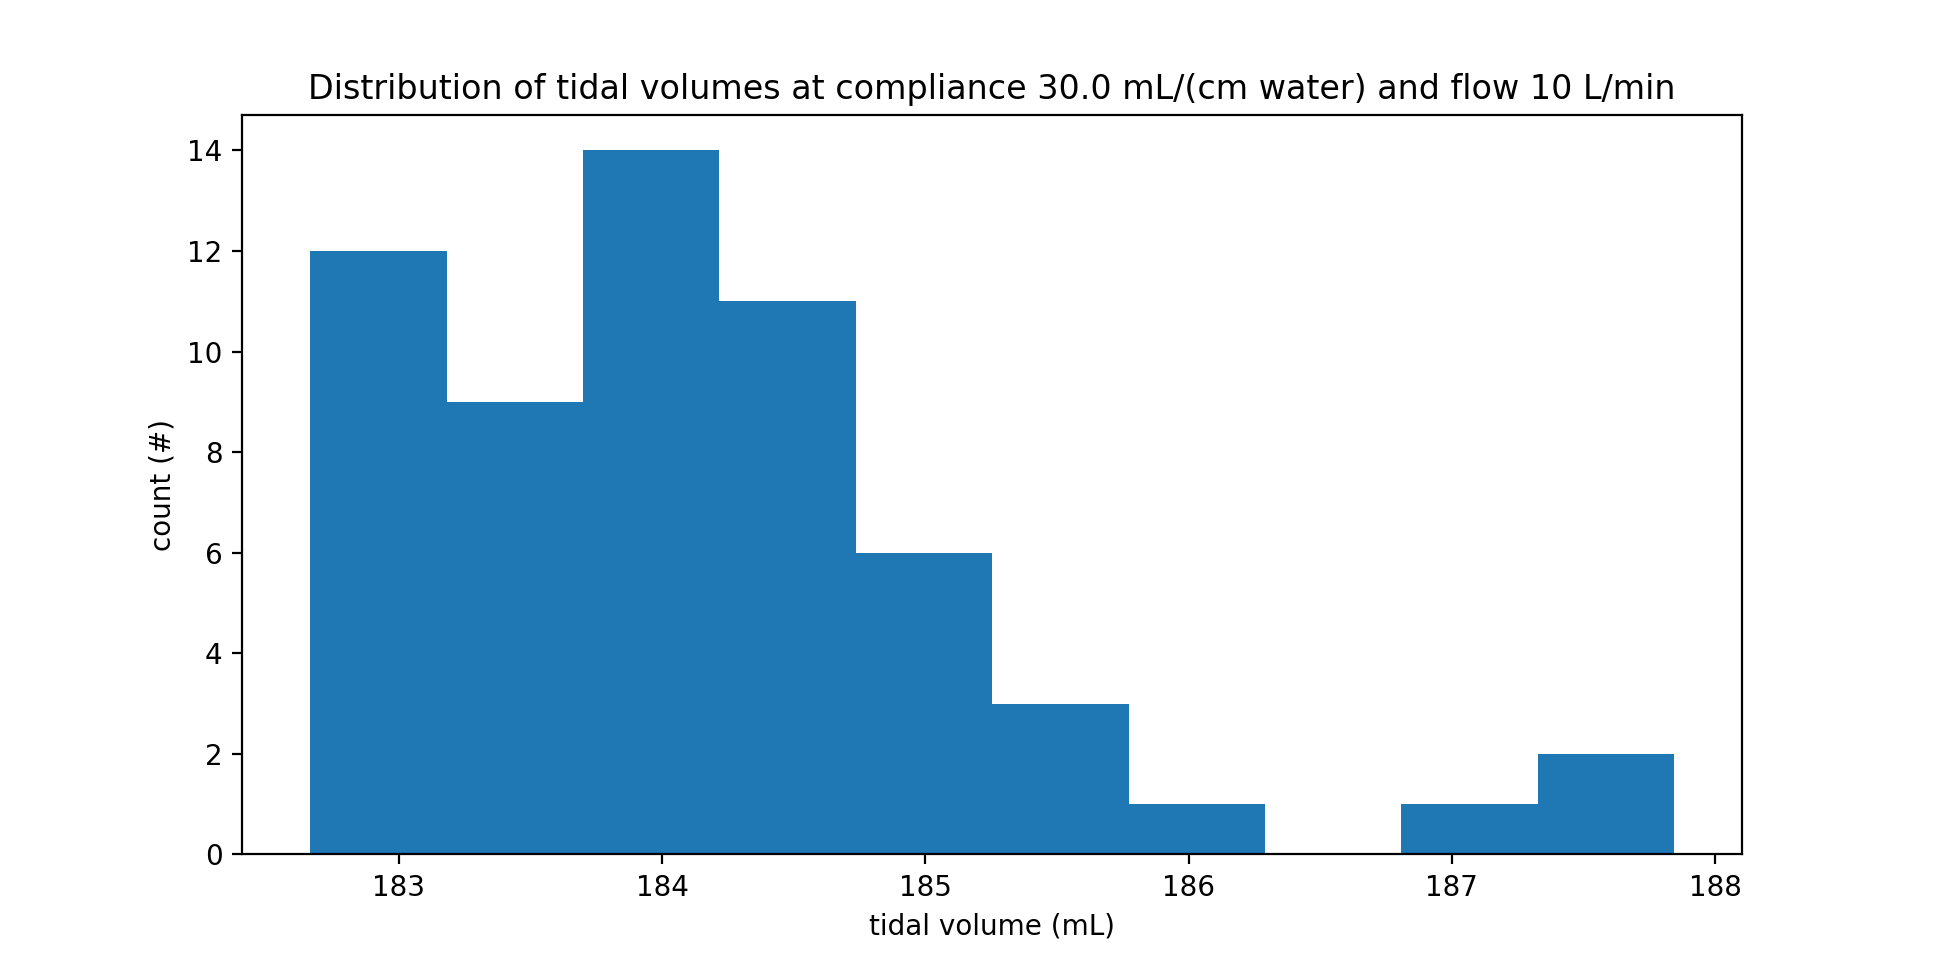 Distribution of tidal volumes at compliance 30.0 mL/(cm water) and flow 10 L/min
14
12
10
8
6
4
2
0
count (#)
183 184 185 186 187 188
tidal volume (mL)